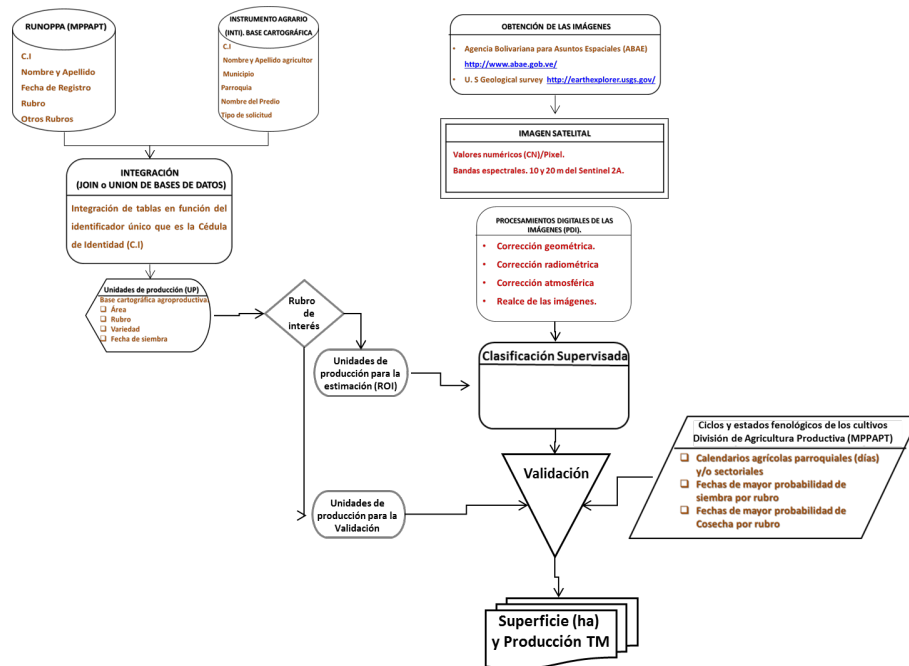 RUNOPPA (MPPAPT)
C.I
Nombre y Apellido
Fecha de Registro
Rubro
Otros Rubros
INSTRUMENTO AGRARIO
(INTI). BASE CARTOGRÁFICA
C.I
Nombre y Apellido agricultor
Municipio
Parroquia
Nombre del Predio
Tipo de solicitud
INTEGRACIÓN
(JOIN o UNION DE BASES DE DATOS)
Integración de tablas en función del
identificador único que es la Cédula
de Identidad (C.I)
Unidades de producción (UP)
Base cartográfica agroproductiva
Área
Rubro
Variedad
Fecha de siembra
Rubro
de
interés
Unidades de
producción para la
estimación (ROI)
Unidades de
producción para la
Validación
OBTENCIÓN DE LAS IMÁGENES
• Agencia Bolivariana para Asuntos Espaciales (ABAE)
http://www.abae.gob.ve/
• U. S Geological survey http://earthexplorer.usgs.gov/
IMAGEN SATELITAL
Valores numéricos (CN)/Pixel.
Bandas espectrales. 10 y 20 m del Sentinel 2A.
PROCESAMIENTOS DIGITALES DE LAS
IMÁGENES (PDI).
• Corrección geométrica.
• Corrección radiométrica
• Corrección atmosférica
• Realce de las imágenes.
Clasificación Supervisada
Validación
Ciclos y estados fenológicos de los cultivos
División de Agricultura Productiva (MPPAPT)
Calendarios agrícolas parroquiales (días)
y/o sectoriales
Fechas de mayor probabilidad de
siembra por rubro
Fechas de mayor probabilidad de
Cosecha por rubro
Superficie (ha)
y Producción TM